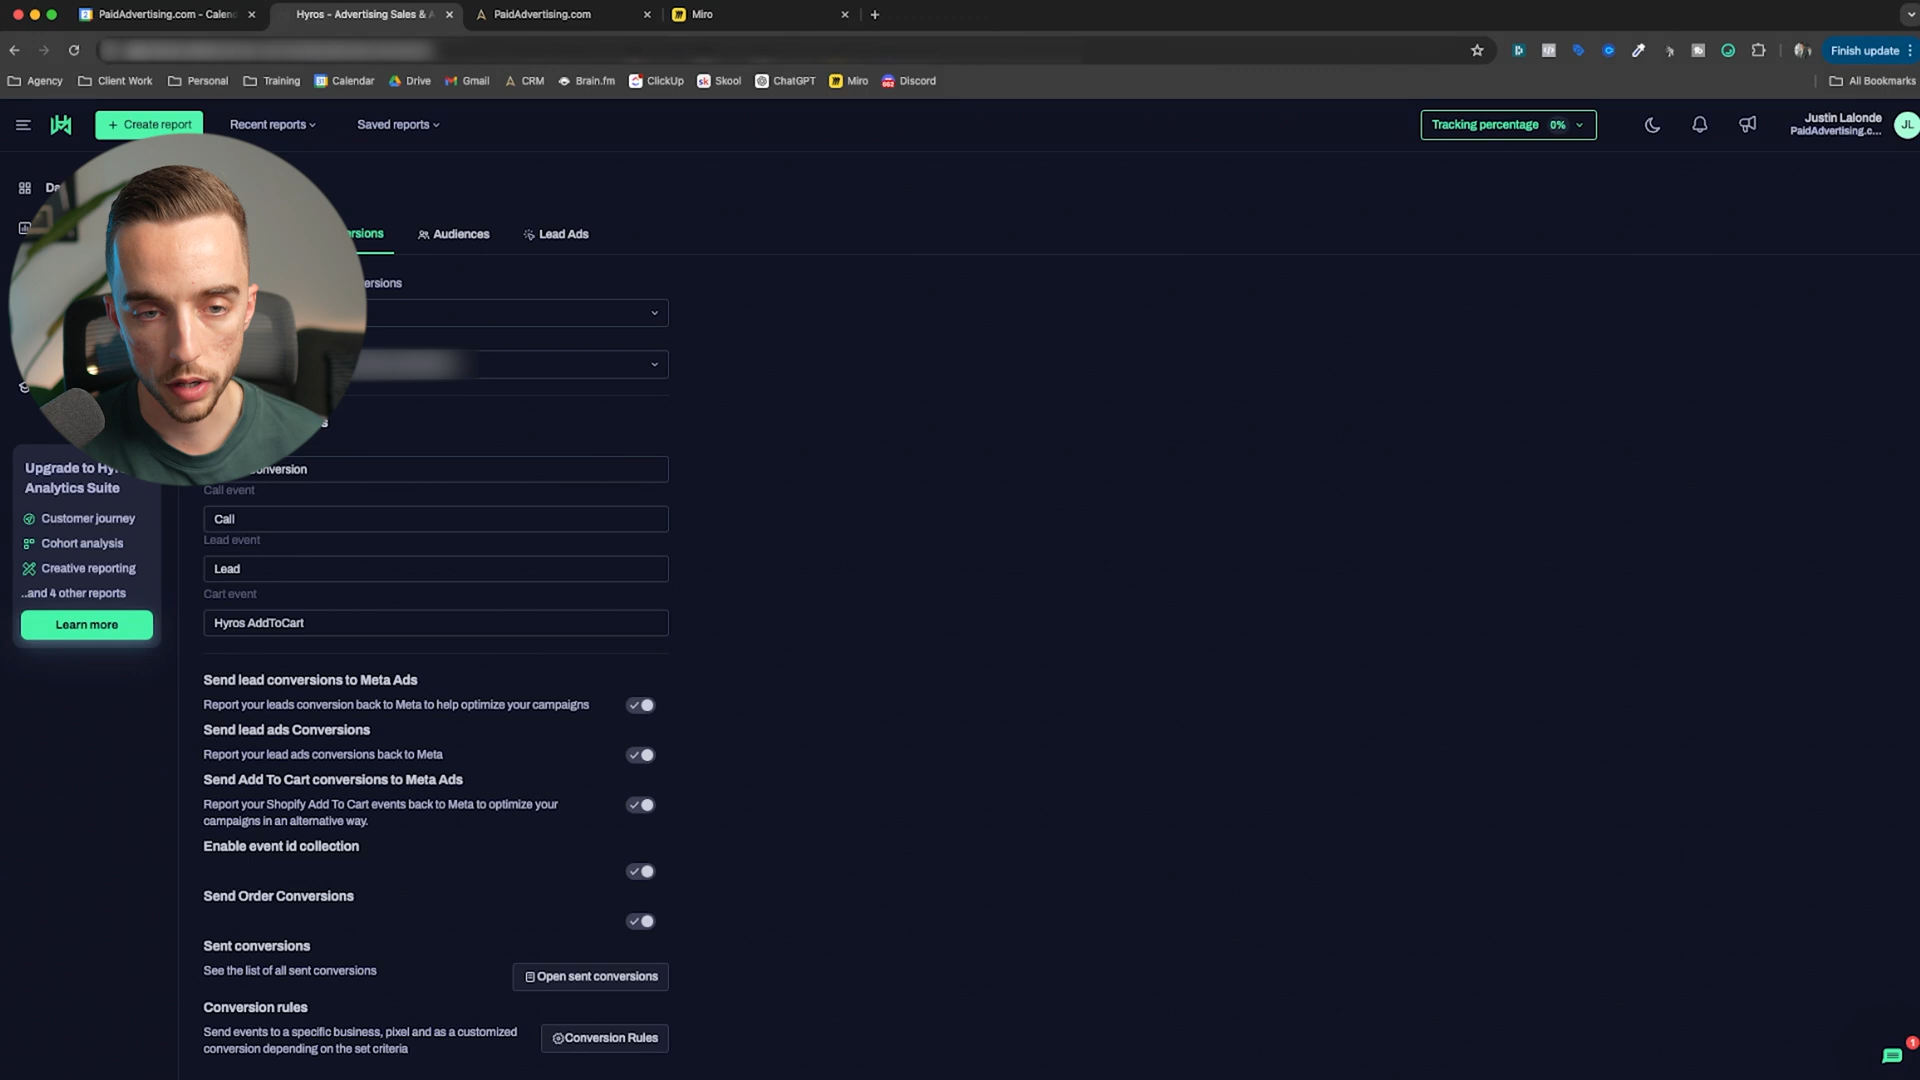 PaidAdvertising.com - Calen
Hyros - Advertising Sales & A
PaidAdvertising.com
Miro
Finish update
Agency
Client Work
Personal
Training
Calendar
Drive
Gmail
CRM
Brain.fm
ClickUp
Skool
ChatGPT
Miro
Discord
All Bookmarks
+ Create report
Recent reports
Saved reports
Tracking percentage 0%
Justin Lalonde
PaidAdvertising.c...
JL
Da
ersions
Audiences
Lead Ads
ersions
s
onversion
Call event
Call
Lead event
Lead
Cart event
Hyros AddToCart
Upgrade to Hy
Analytics Suite
Customer journey
Cohort analysis
Creative reporting
..and 4 other reports
Learn more
Send lead conversions to Meta Ads
Report your leads conversion back to Meta to help optimize your campaigns
Send lead ads Conversions
Report your lead ads conversions back to Meta
Send Add To Cart conversions to Meta Ads
Report your Shopify Add To Cart events back to Meta to optimize your
campaigns in an alternative way.
Enable event id collection
Send Order Conversions
Sent conversions
See the list of all sent conversions
Open sent conversions
Conversion rules
Send events to a specific business, pixel and as a customized
conversion depending on the set criteria
Conversion Rules
1